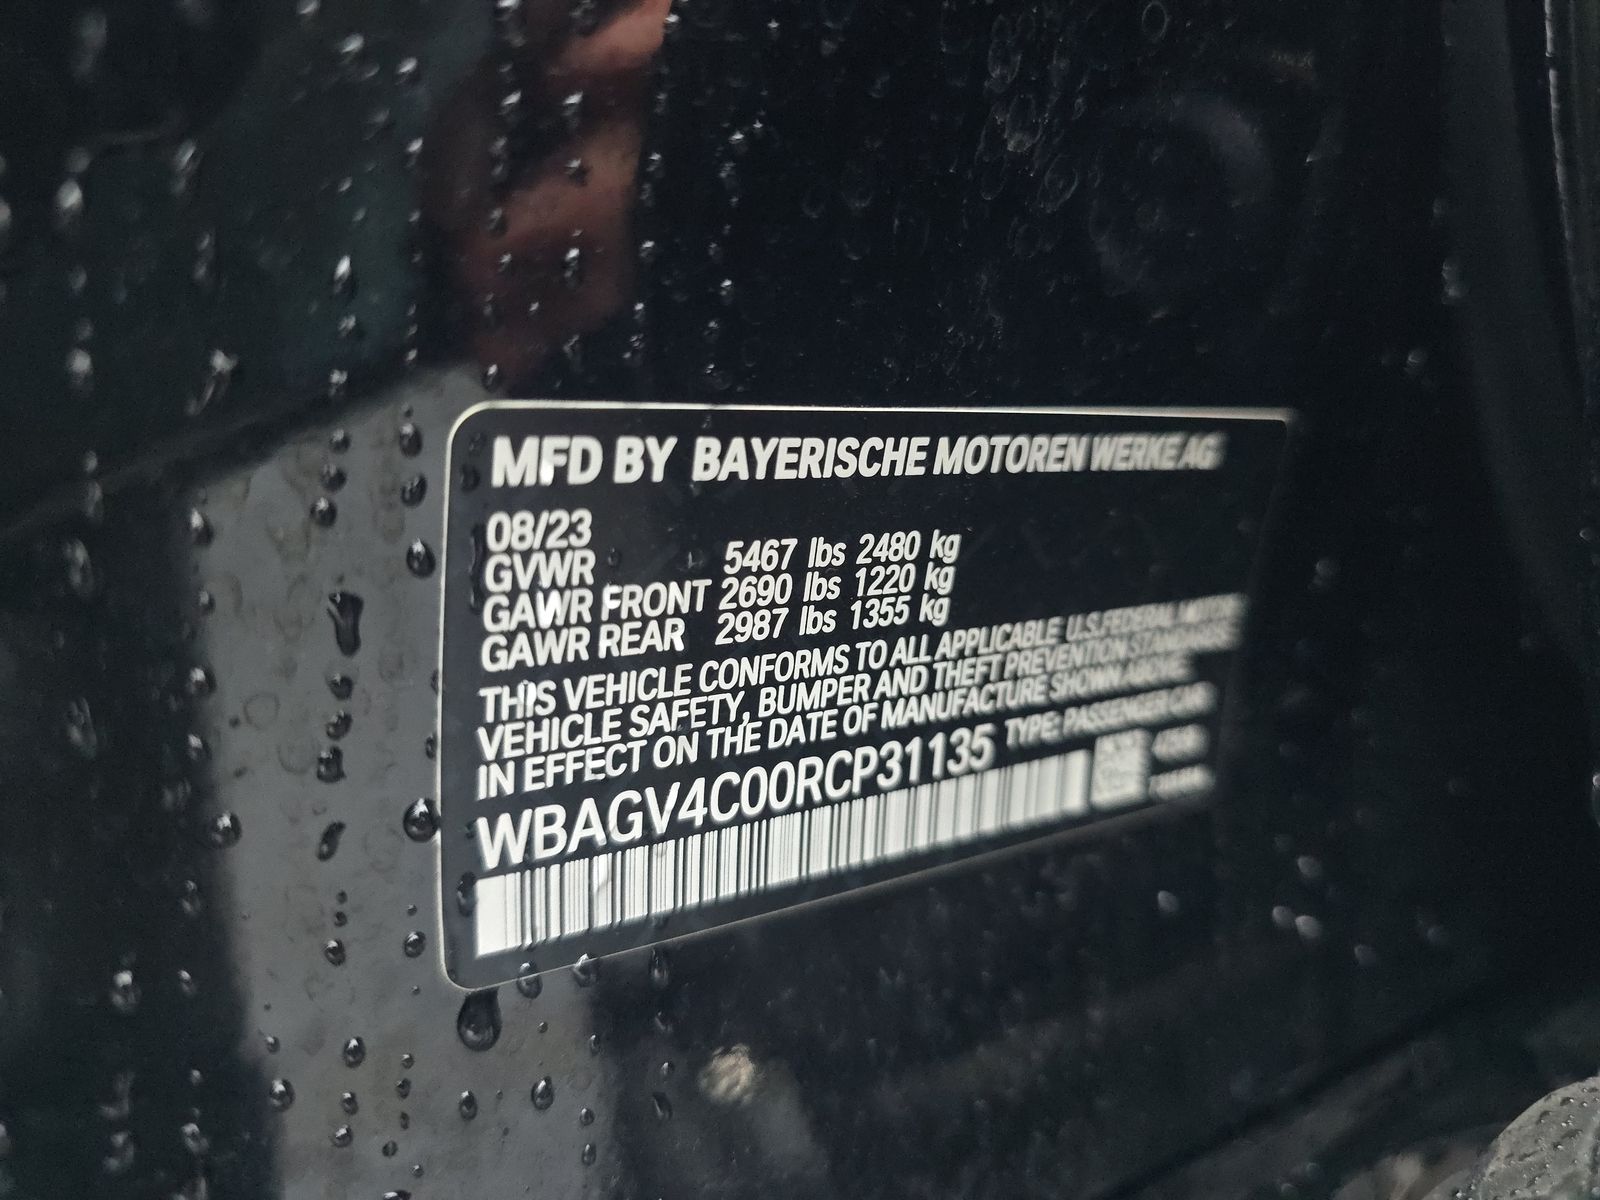 MFD BY BAYERISCHE MOTOREN WERKE AG
08/23
GVWR 5467 lbs 2480 kg
GAWR FRONT 2690 lbs 1220 kg
GAWR REAR 2987 lbs 1355 kg
THIS VEHICLE CONFORMS TO ALL APPLICABLE U.S.FEDERAL MOTOR
VEHICLE SAFETY, BUMPER AND THEFT PREVENTION STANDARDS
IN EFFECT ON THE DATE OF MANUFACTURE SHOWN ABOVE.
WBAGV4C00RCP31135 TYPE: PASSENGER CAR